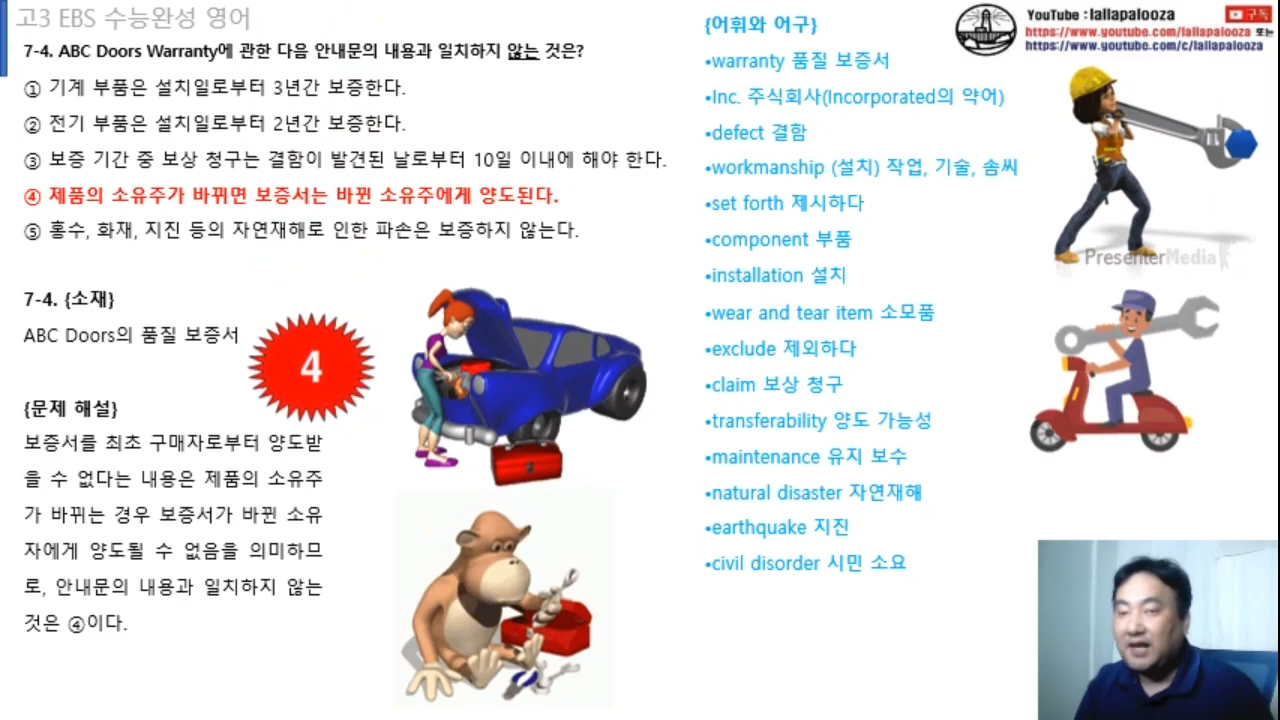 고3 EBS 수능완성 영어
7-4. ABC Doors Warranty에 관한 다음 안내문의 내용과 일치하지 않는 것은?
① 기계 부품은 설치일로부터 3년간 보증한다.
② 전기 부품은 설치일로부터 2년간 보증한다.
③ 보증 기간 중 보상 청구는 결함이 발견된 날로부터 10일 이내에 해야 한다.
④ 제품의 소유주가 바뀌면 보증서는 바뀐 소유주에게 양도된다.
⑤ 홍수, 화재, 지진 등의 자연재해로 인한 파손은 보증하지 않는다.
7-4. {소재}
ABC Doors의 품질 보증서
4
{문제 해설}
보증서를 최초 구매자로부터 양도받
을 수 없다는 내용은 제품의 소유주
가 바뀌는 경우 보증서가 바뀐 소유
자에게 양도될 수 없음을 의미하므
로, 안내문의 내용과 일치하지 않는
것은 ④이다.
{어휘와 어구}
•warranty 품질 보증서
•Inc. 주식회사(Incorporated의 약어)
•defect 결함
•workmanship (설치) 작업, 기술, 솜씨
•set forth 제시하다
•component 부품
•installation 설치
•wear and tear item 소모품
•exclude 제외하다
•claim 보상 청구
•transferability 양도 가능성
•maintenance 유지 보수
•natural disaster 자연재해
•earthquake 지진
•civil disorder 시민 소요
YouTube : lallapalooza
구독
https://www.youtube.com/lallapalooza 또는
https://www.youtube.com/c/lallapalooza
PresenterMedia